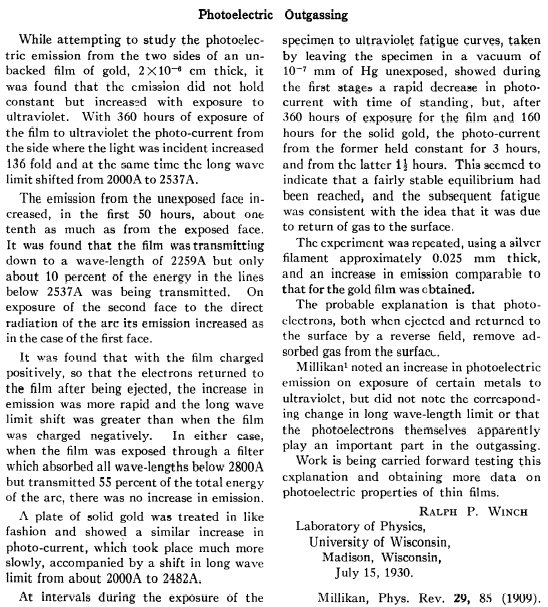 Photoelectric Outgassing
While attempting to study the photoelec-
tric emission from the two sides of an un-
backed film of gold, 2×10⁻⁶ cm thick, it
was found that the emission did not hold
constant but increased with exposure to
ultraviolet. With 360 hours of exposure of
the film to ultraviolet the photo-current from
the side where the light was incident increased
136 fold and at the same time the long wave
limit shifted from 2000A to 2537A.
The emission from the unexposed face in-
creased, in the first 50 hours, about one
tenth as much as from the exposed face.
It was found that the film was transmitting
down to a wave-length of 2259A but only
about 10 percent of the energy in the lines
below 2537A was being transmitted. On
exposure of the second face to the direct
radiation of the arc its emission increased as
in the case of the first face.
It was found that with the film charged
positively, so that the electrons returned to
the film after being ejected, the increase in
emission was more rapid and the long wave
limit shift was greater than when the film
was charged negatively. In either case,
when the film was exposed through a filter
which absorbed all wave-lengths below 2800A
but transmitted 55 percent of the total energy
of the arc, there was no increase in emission.
A plate of solid gold was treated in like
fashion and showed a similar increase in
photo-current, which took place much more
slowly, accompanied by a shift in long wave
limit from about 2000A to 2482A.
At intervals during the exposure of the
specimen to ultraviolet fatigue curves, taken
by leaving the specimen in a vacuum of
10⁻⁷ mm of Hg unexposed, showed during
the first stages a rapid decrease in photo-
current with time of standing, but, after
360 hours of exposure for the film and 160
hours for the solid gold, the photo-current
from the former held constant for 3 hours,
and from the latter 1½ hours. This seemed to
indicate that a fairly stable equilibrium had
been reached, and the subsequent fatigue
was consistent with the idea that it was due
to return of gas to the surface.
The experiment was repeated, using a silver
filament approximately 0.025 mm thick,
and an increase in emission comparable to
that for the gold film was obtained.
The probable explanation is that photo-
electrons, both when ejected and returned to
the surface by a reverse field, remove ad-
sorbed gas from the surface.
Millikan¹ noted an increase in photoelectric
emission on exposure of certain metals to
ultraviolet, but did not note the correspond-
ing change in long wave-length limit or that
the photoelectrons themselves apparently
play an important part in the outgassing.
Work is being carried forward testing this
explanation and obtaining more data on
photoelectric properties of thin films.
RALPH P. WINCH
Laboratory of Physics,
University of Wisconsin,
Madison, Wisconsin,
July 15, 1930.
Millikan, Phys. Rev. 29, 85 (1909).